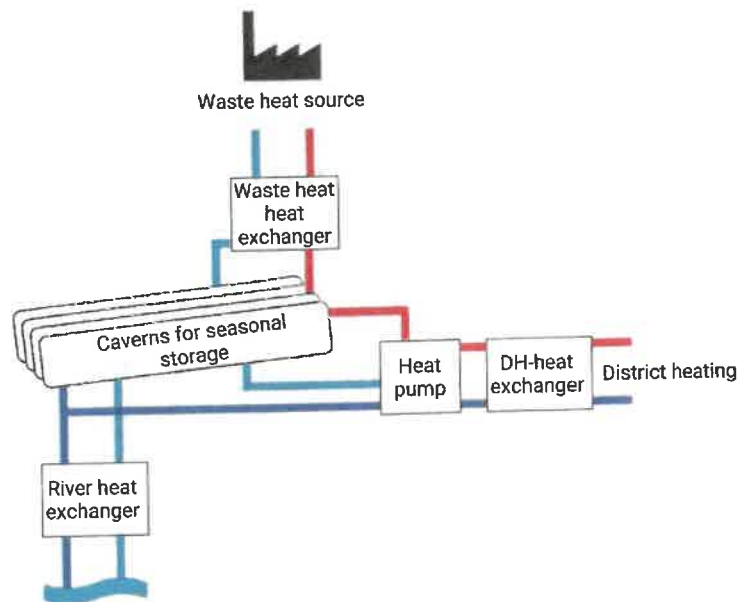 Waste heat source
Waste heat
heat
exchanger
Caverns for seasonal
storage
Heat
pump
DH-heat
exchanger
District heating
River heat
exchanger